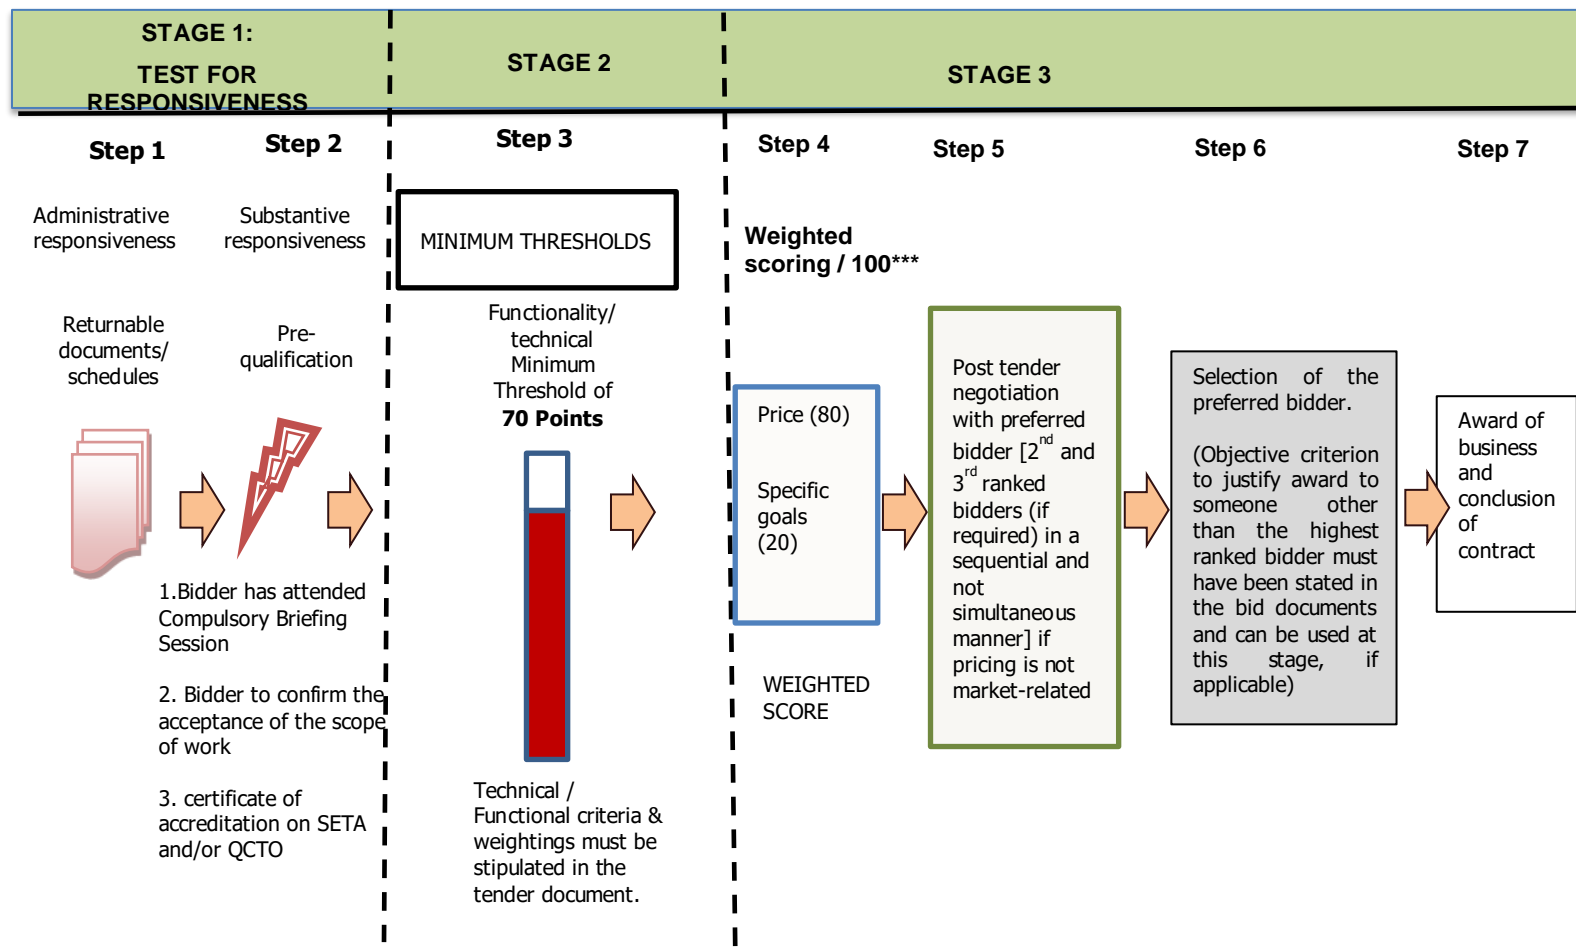 STAGE 1:
TEST FOR
RESPONSIVENESS
STAGE 2
STAGE 3
Step 1
Step 2
Step 3
Step 4
Step 5
Step 6
Step 7
Administrative
responsiveness
Returnable
documents/
schedules
Substantive
responsiveness
Pre-
qualification
1.Bidder has attended
Compulsory Briefing
Session
2. Bidder to confirm the
acceptance of the scope
of work
3. certificate of
accreditation on SETA
and/or QCTO
MINIMUM THRESHOLDS
Functionality/
technical
Minimum
Threshold of
70 Points
Technical /
Functional criteria &
weightings must be
stipulated in the
tender document.
Weighted
scoring / 100***
Price (80)
Specific
goals
(20)
WEIGHTED
SCORE
Post tender
negotiation
with preferred
bidder [2nd and
3rd ranked
bidders (if
required) in a
sequential and
not
simultaneous
manner] if
pricing is not
market-related
Selection of the
preferred bidder.
(Objective criterion
to justify award to
someone other
than the highest
ranked bidder must
have been stated in
the bid documents
and can be used at
this stage, if
applicable)
Award of
business
and
conclusion
of
contract